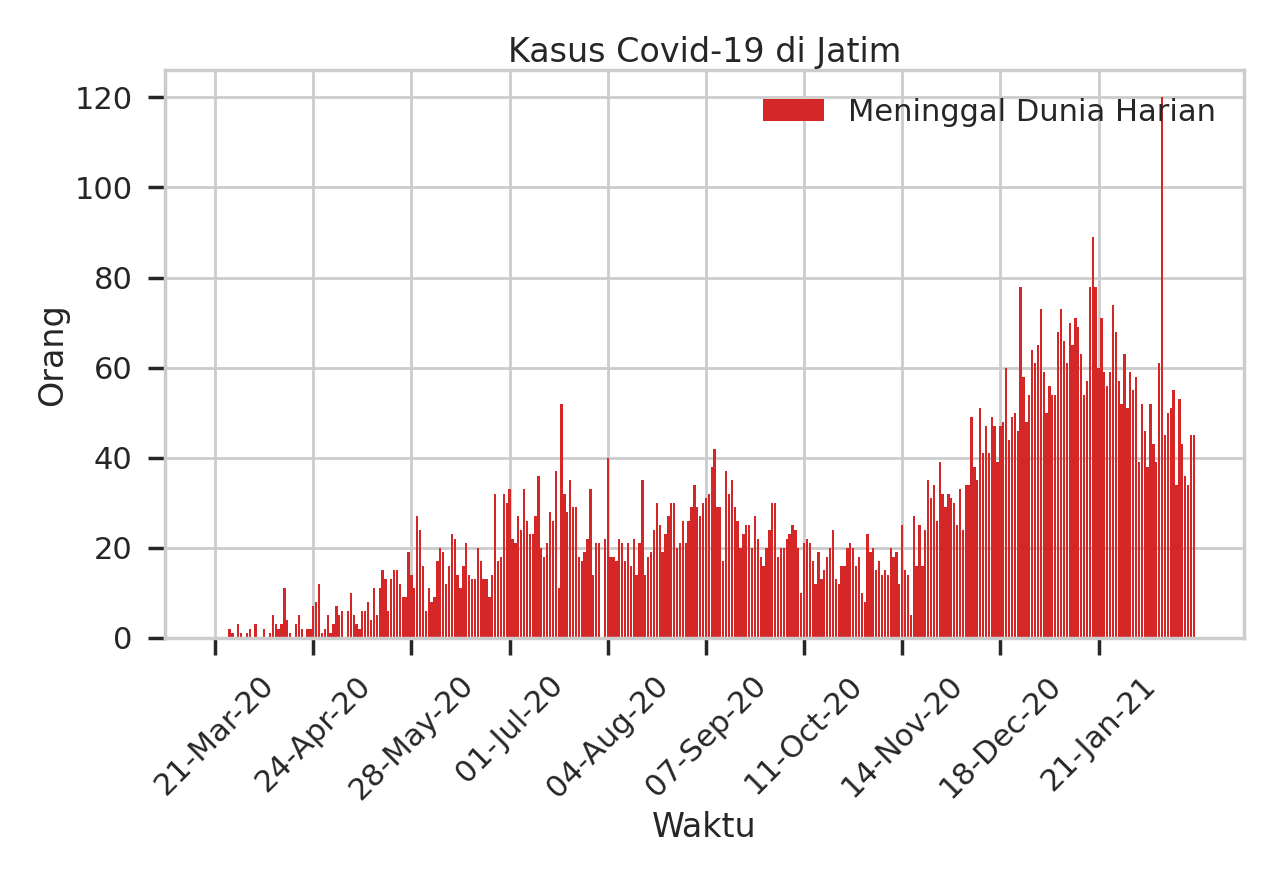 Kasus Covid-19 di Jatim
Meninggal Dunia Harian
120
100
80
60
40
20
0
Orang
21-Mar-20
24-Apr-20
28-May-20
01-Jul-20
04-Aug-20
07-Sep-20
11-Oct-20
14-Nov-20
18-Dec-20
21-Jan-21
Waktu